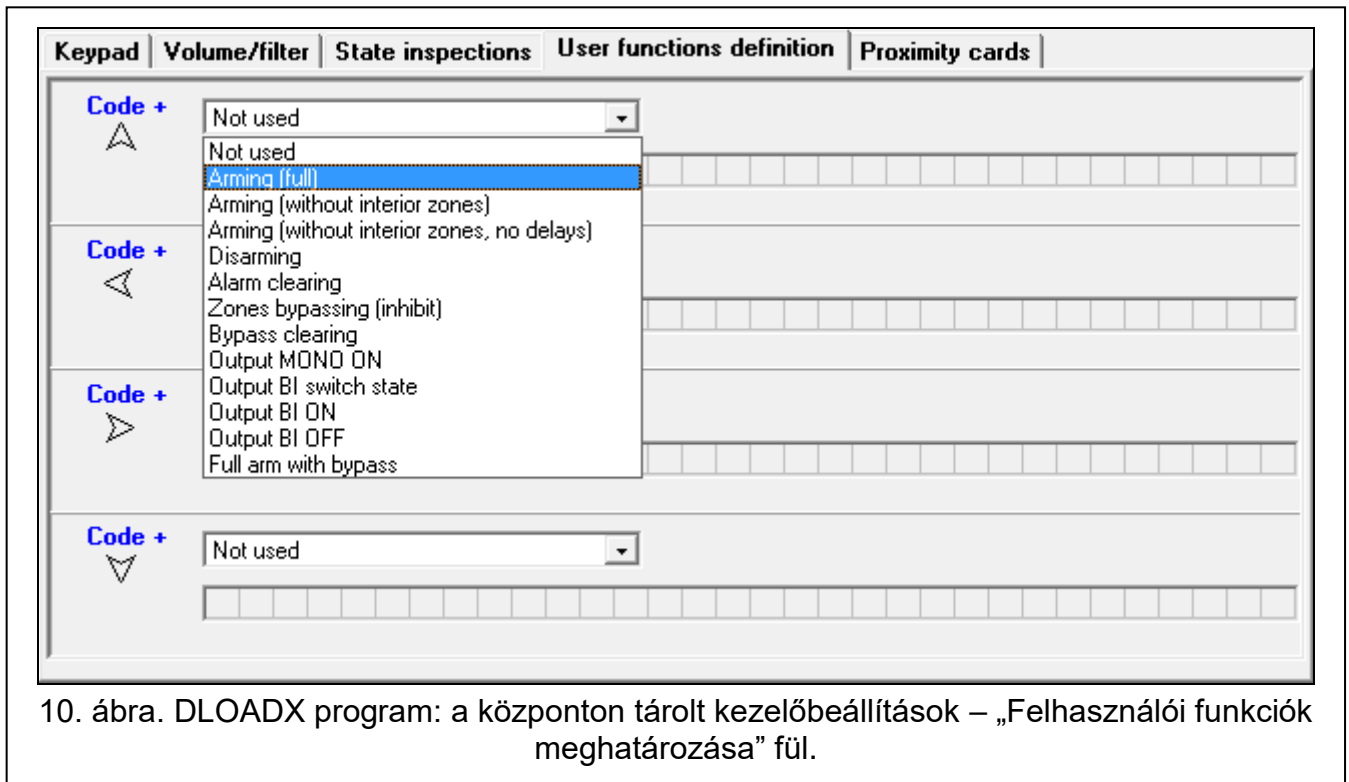 Keypad Volume/filter State inspections User functions definition Proximity cards
Code +
Not used
Not used
Arming (full)
Arming (without interior zones)
Arming (without interior zones, no delays)
Disarming
Alarm clearing
Zones bypassing (inhibit)
Bypass clearing
Output MONO ON
Output BI switch state
Output BI ON
Output BI OFF
Full arm with bypass
Code +
Code +
Code +
Not used
10. ábra. DLOADX program: a központon tárolt kezelőbeállítások – „Felhasználói funkciók
meghatározása” fül.